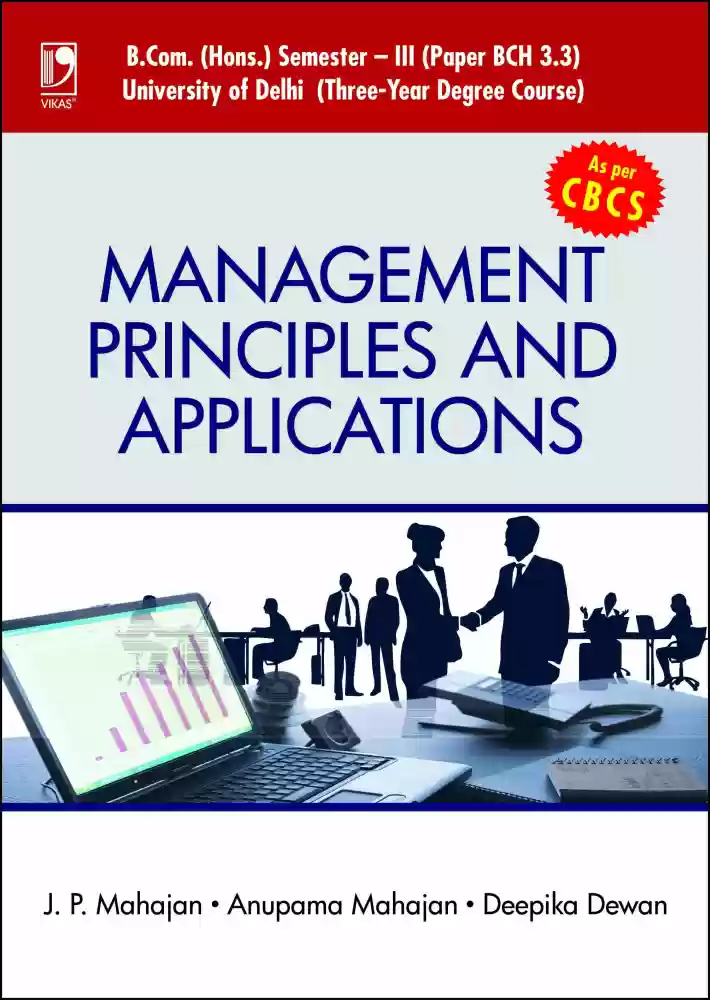 VIKAS®
B.Com. (Hons.) Semester – III (Paper BCH 3.3)
University of Delhi (Three-Year Degree Course)
As per
CBCS
MANAGEMENT
PRINCIPLES AND
APPLICATIONS
J. P. Mahajan • Anupama Mahajan • Deepika Dewan